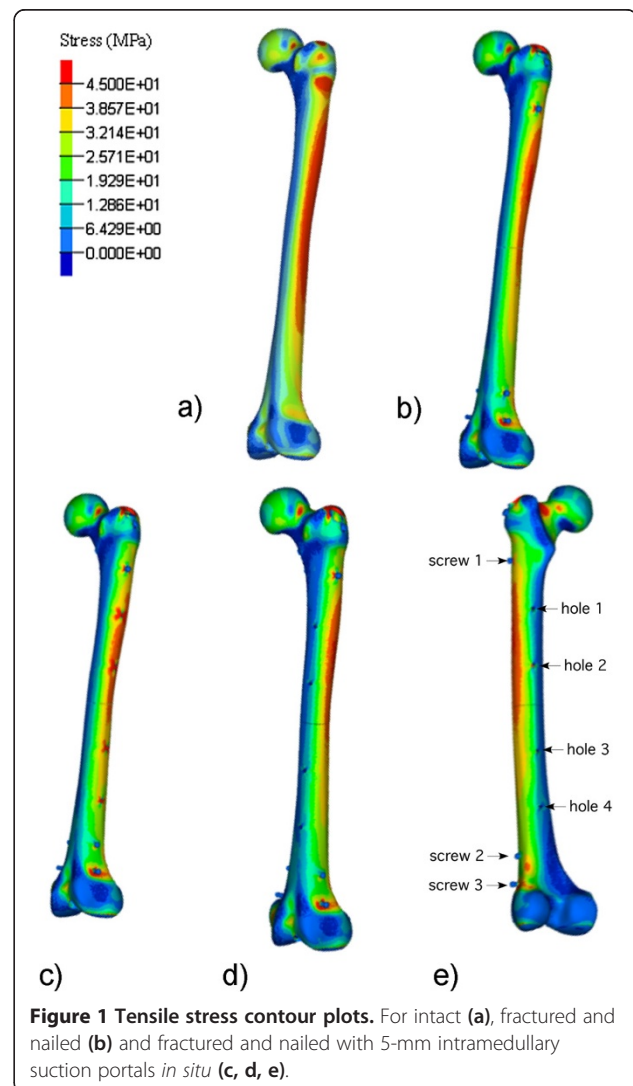 Stress (MPa)
4.500E+01
3.857E+01
3.214E+01
2.571E+01
1.929E+01
1.286E+01
6.429E+00
0.000E+00
a)
b)
c)
d)
e)
screw 1
hole 1
hole 2
hole 3
hole 4
screw 2
screw 3
Figure 1 Tensile stress contour plots. For intact (a), fractured and
nailed (b) and fractured and nailed with 5-mm intramedullary
suction portals in situ (c, d, e).